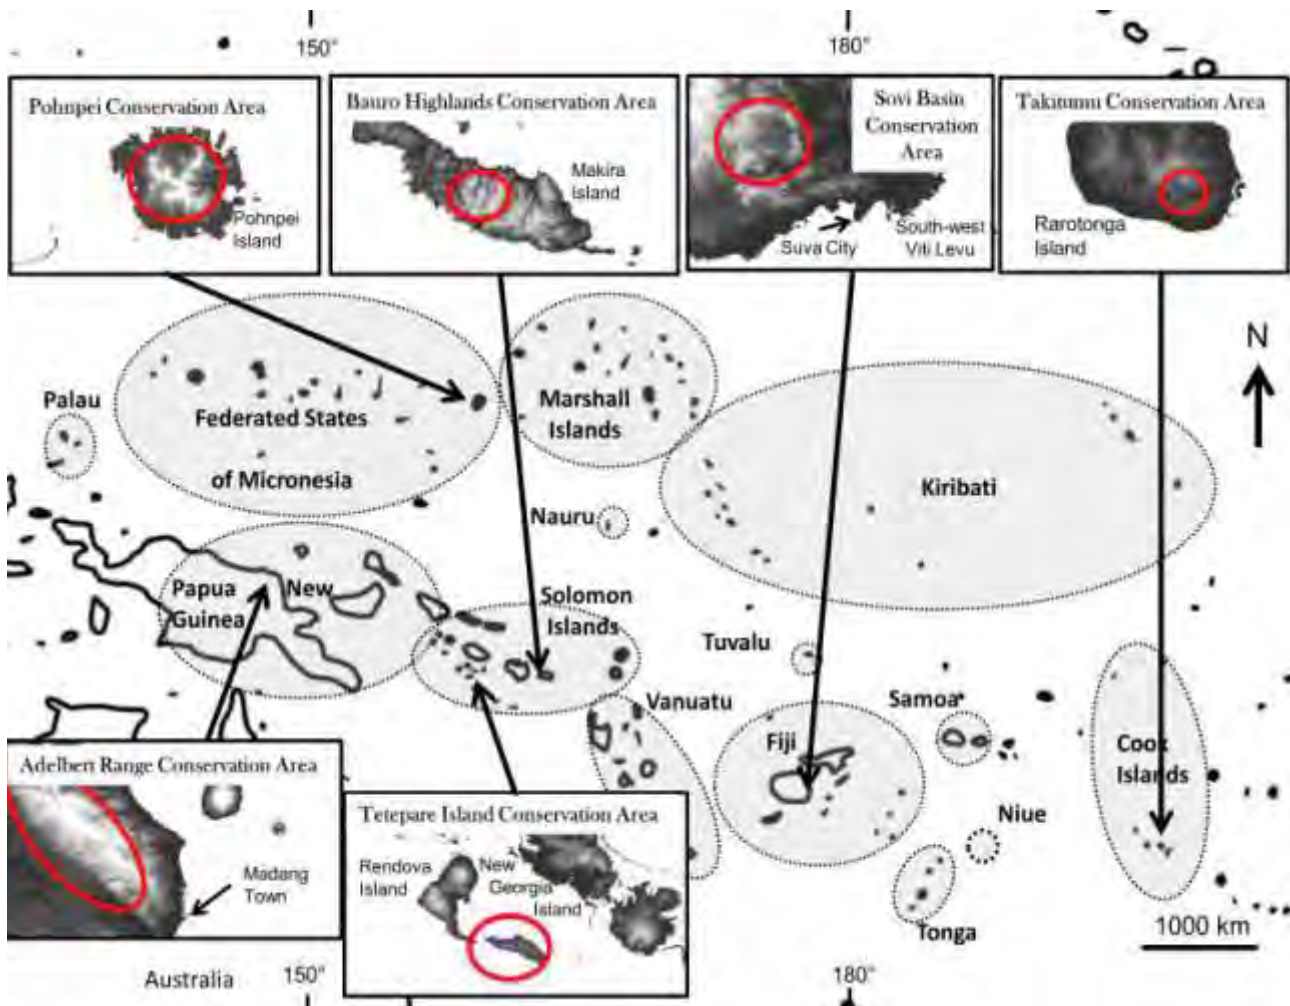 150°
180°
Pohnpei Conservation Area
Pohnpei
Island
Bauro Highlands Conservation Area
Makira
Island
Sovi Basin
Conservation
Area
Suva City
South-west
Viti Levu
Takitumu Conservation Area
Rarotonga
Island
N
Palau
Federated States
of Micronesia
Marshall
Islands
Kiribati
Nauru
Papua New
Guinea
Solomon
Islands
Tuvalu
Vanuatu
Samoa
Fiji
Cook
Islands
Niue
Tonga
1000 km
Adelbert Range Conservation Area
Madang
Town
Tetepare Island Conservation Area
Rendova
Island
New
Georgia
Island
Australia
150°
180°